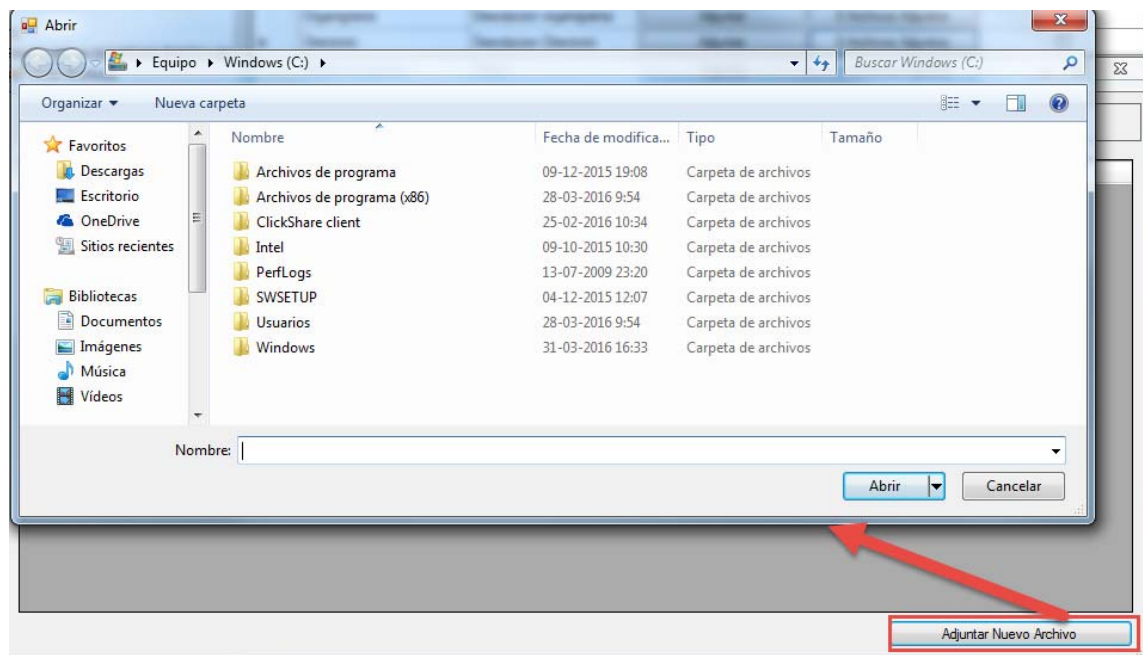 Abrir
Equipo Windows (C:)
Buscar Windows (C:)
Organizar Nueva carpeta
Nombre Fecha de modifica... Tipo Tamaño
Favoritos
Descargas
Escritorio
OneDrive
Sitios recientes
Bibliotecas
Documentos
Imágenes
Música
Vídeos
Archivos de programa 09-12-2015 19:08 Carpeta de archivos
Archivos de programa (x86) 28-03-2016 9:54 Carpeta de archivos
ClickShare client 25-02-2016 10:34 Carpeta de archivos
Intel 09-10-2015 10:30 Carpeta de archivos
PerfLogs 13-07-2009 23:20 Carpeta de archivos
SWSETUP 04-12-2015 12:07 Carpeta de archivos
Usuarios 28-03-2016 9:54 Carpeta de archivos
Windows 31-03-2016 16:33 Carpeta de archivos
Nombre:
Abrir Cancelar
Adjuntar Nuevo Archivo